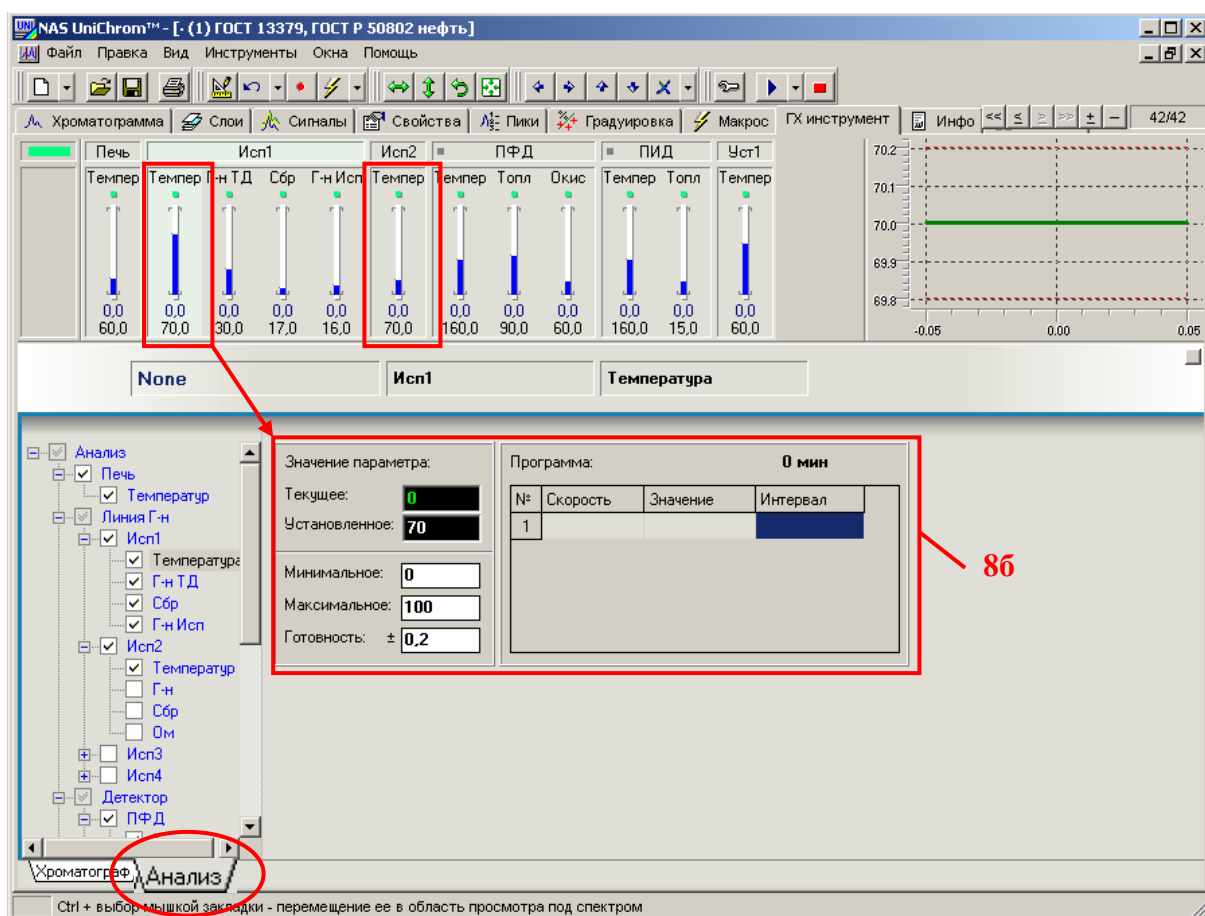 NAS UniChrom™ - [· (1) ГОСТ 13379, ГОСТ Р 50802 нефть]
Файл Правка Вид Инструменты Окна Помощь
Хроматограмма Слои Сигналы Свойства Пики Градуировка Макрос ГХ инструмент Инфо << ≤ ≥ >> ± – 42/42
Печь Исп1 Исп2 ПФД ПИД Уст1
Темпер Темпер Г-н ТД Сбр Г-н Исп Темпер Темпер Топл Окис Темпер Топл Темпер
0,0 0,0 0,0 0,0 0,0 0,0 0,0 0,0 0,0 0,0 0,0 0,0
60,0 70,0 30,0 17,0 16,0 70,0 160,0 90,0 60,0 160,0 15,0 60,0
70.2
70.1
70.0
69.9
69.8
-0.05 0.00 0.05
None Исп1 Температура
Анализ
Печь
Температур
Линия Г-н
Исп1
Температура
Г-н ТД
Сбр
Г-н Исп
Исп2
Температур
Г-н
Сбр
Ом
Исп3
Исп4
Детектор
ПФД
Значение параметра:
Текущее: 0
Установленное: 70
Минимальное: 0
Максимальное: 100
Готовность: ± 0,2
Программа: 0 мин
№ Скорость Значение Интервал
1
8б
Хроматограф Анализ
Ctrl + выбор мышкой закладки - перемещение ее в область просмотра под спектром